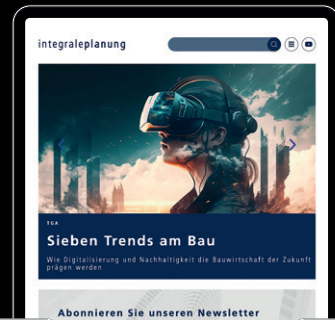 integraleplanung
TGA
Sieben Trends am Bau
Wie Digitalisierung und Nachhaltigkeit die Bauwirtschaft der Zukunft
prägen werden
Abonnieren Sie unseren Newsletter